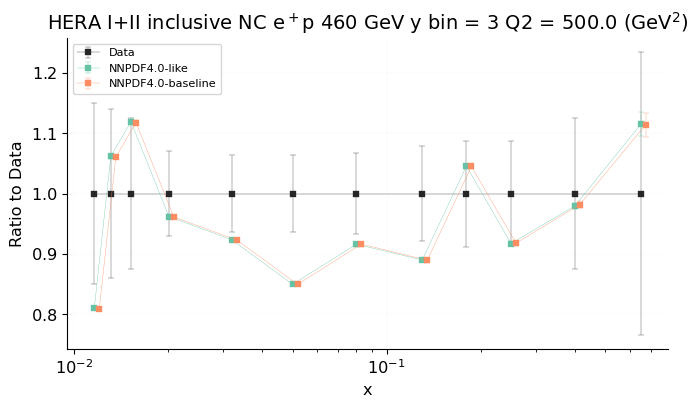 HERA I+II inclusive NC e⁺p 460 GeV y bin = 3 Q2 = 500.0 (GeV²)
Data
NNPDF4.0-like
NNPDF4.0-baseline
Ratio to Data
1.2
1.1
1.0
0.9
0.8
10⁻²
10⁻¹
x